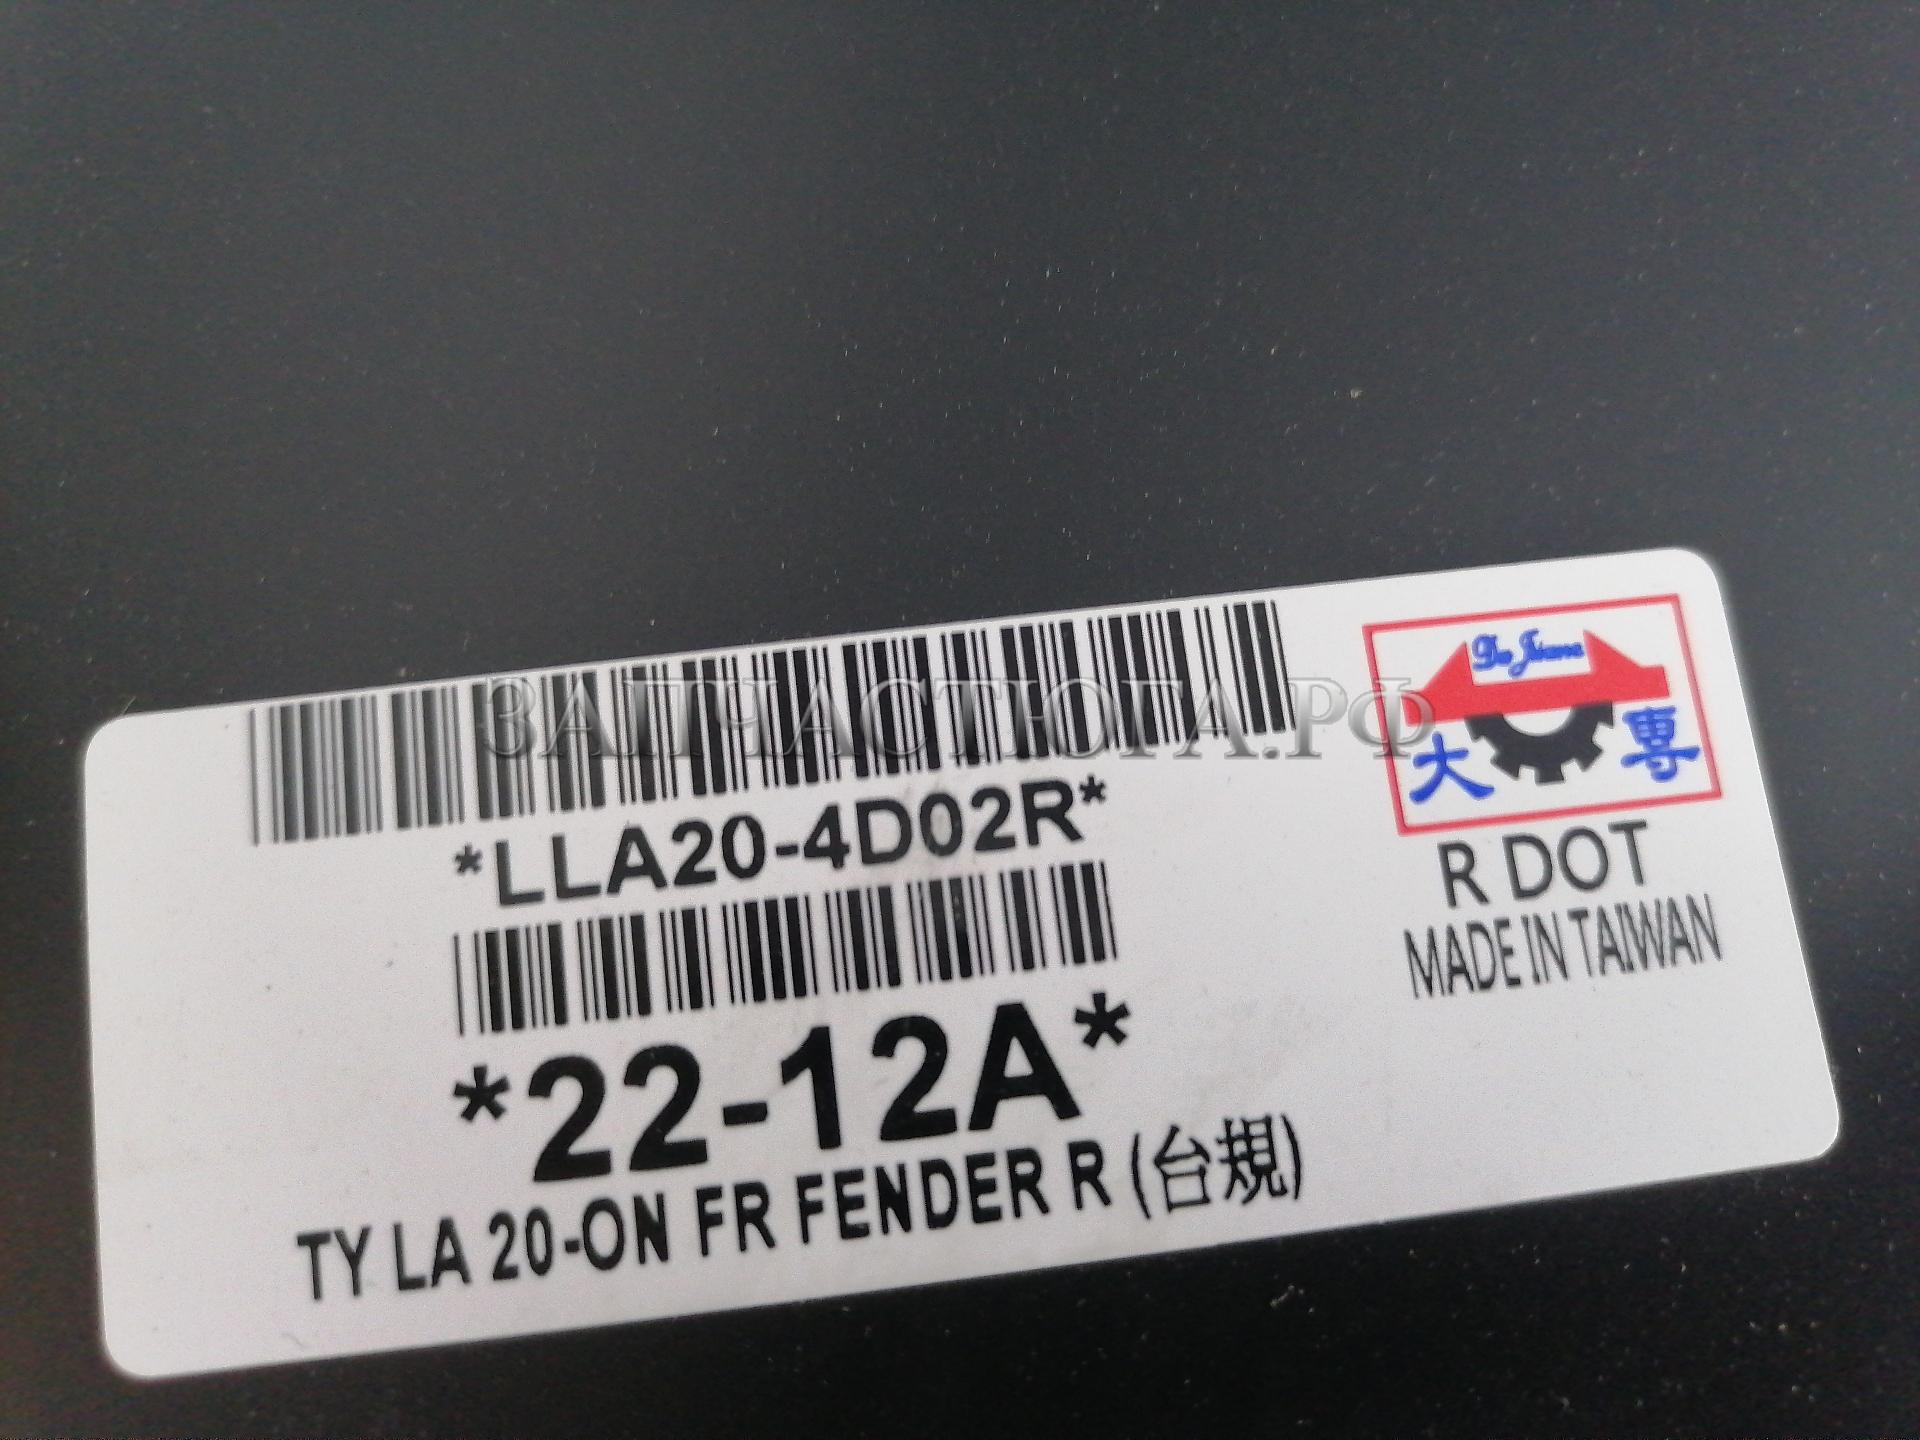 ЗАПЧАСТЮГА.РФ
*LLA20-4D02R*
*22-12A*
TY LA 20-ON FR FENDER R (台規)
大 專
R DOT
MADE IN TAIWAN